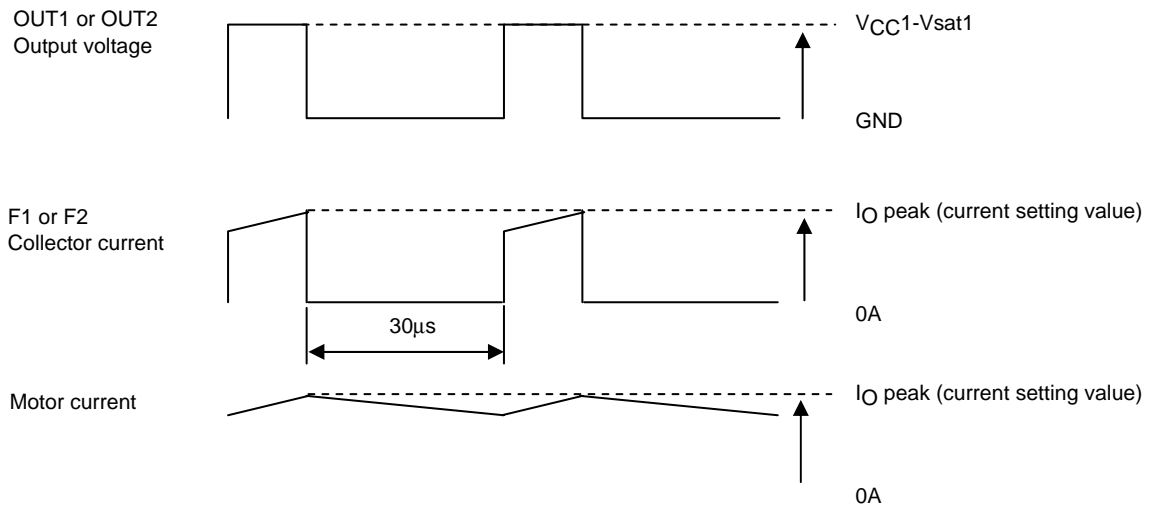 OUT1 or OUT2
Output voltage
VCC1-Vsat1
GND
F1 or F2
Collector current
IO peak (current setting value)
0A
30μs
Motor current
IO peak (current setting value)
0A